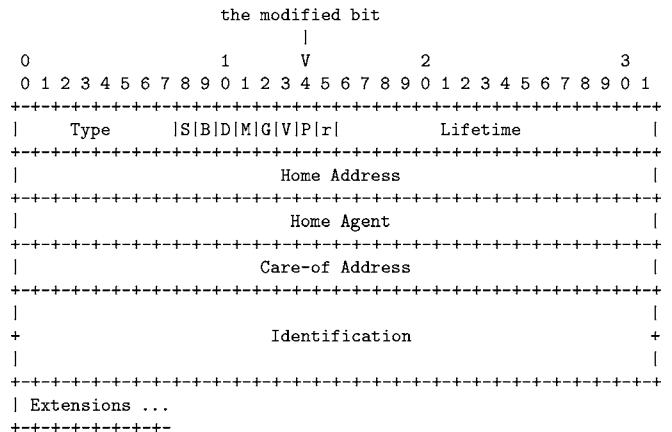 the modified bit
|
0 1 V 2 3
0 1 2 3 4 5 6 7 8 9 0 1 2 3 4 5 6 7 8 9 0 1 2 3 4 5 6 7 8 9 0 1
+-+-+-+-+-+-+-+-+-+-+-+-+-+-+-+-+-+-+-+-+-+-+-+-+-+-+-+-+-+-+-+-+
| Type |S|B|D|M|G|V|P|r| Lifetime |
+-+-+-+-+-+-+-+-+-+-+-+-+-+-+-+-+-+-+-+-+-+-+-+-+-+-+-+-+-+-+-+-+
| Home Address |
+-+-+-+-+-+-+-+-+-+-+-+-+-+-+-+-+-+-+-+-+-+-+-+-+-+-+-+-+-+-+-+-+
| Home Agent |
+-+-+-+-+-+-+-+-+-+-+-+-+-+-+-+-+-+-+-+-+-+-+-+-+-+-+-+-+-+-+-+-+
| Care-of Address |
+-+-+-+-+-+-+-+-+-+-+-+-+-+-+-+-+-+-+-+-+-+-+-+-+-+-+-+-+-+-+-+-+
| |
+ Identification +
| |
+-+-+-+-+-+-+-+-+-+-+-+-+-+-+-+-+-+-+-+-+-+-+-+-+-+-+-+-+-+-+-+-+
| Extensions ...
+-+-+-+-+-+-+-+-